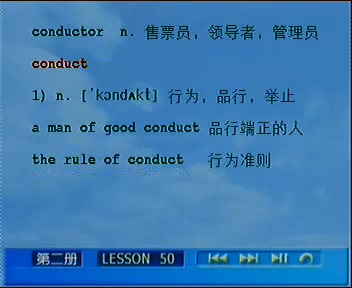 conductor n. 售票员，领导者，管理员
conduct
1) n. ['kɔndʌkt] 行为，品行，举止
a man of good conduct 品行端正的人
the rule of conduct 行为准则
第二册 LESSON 50